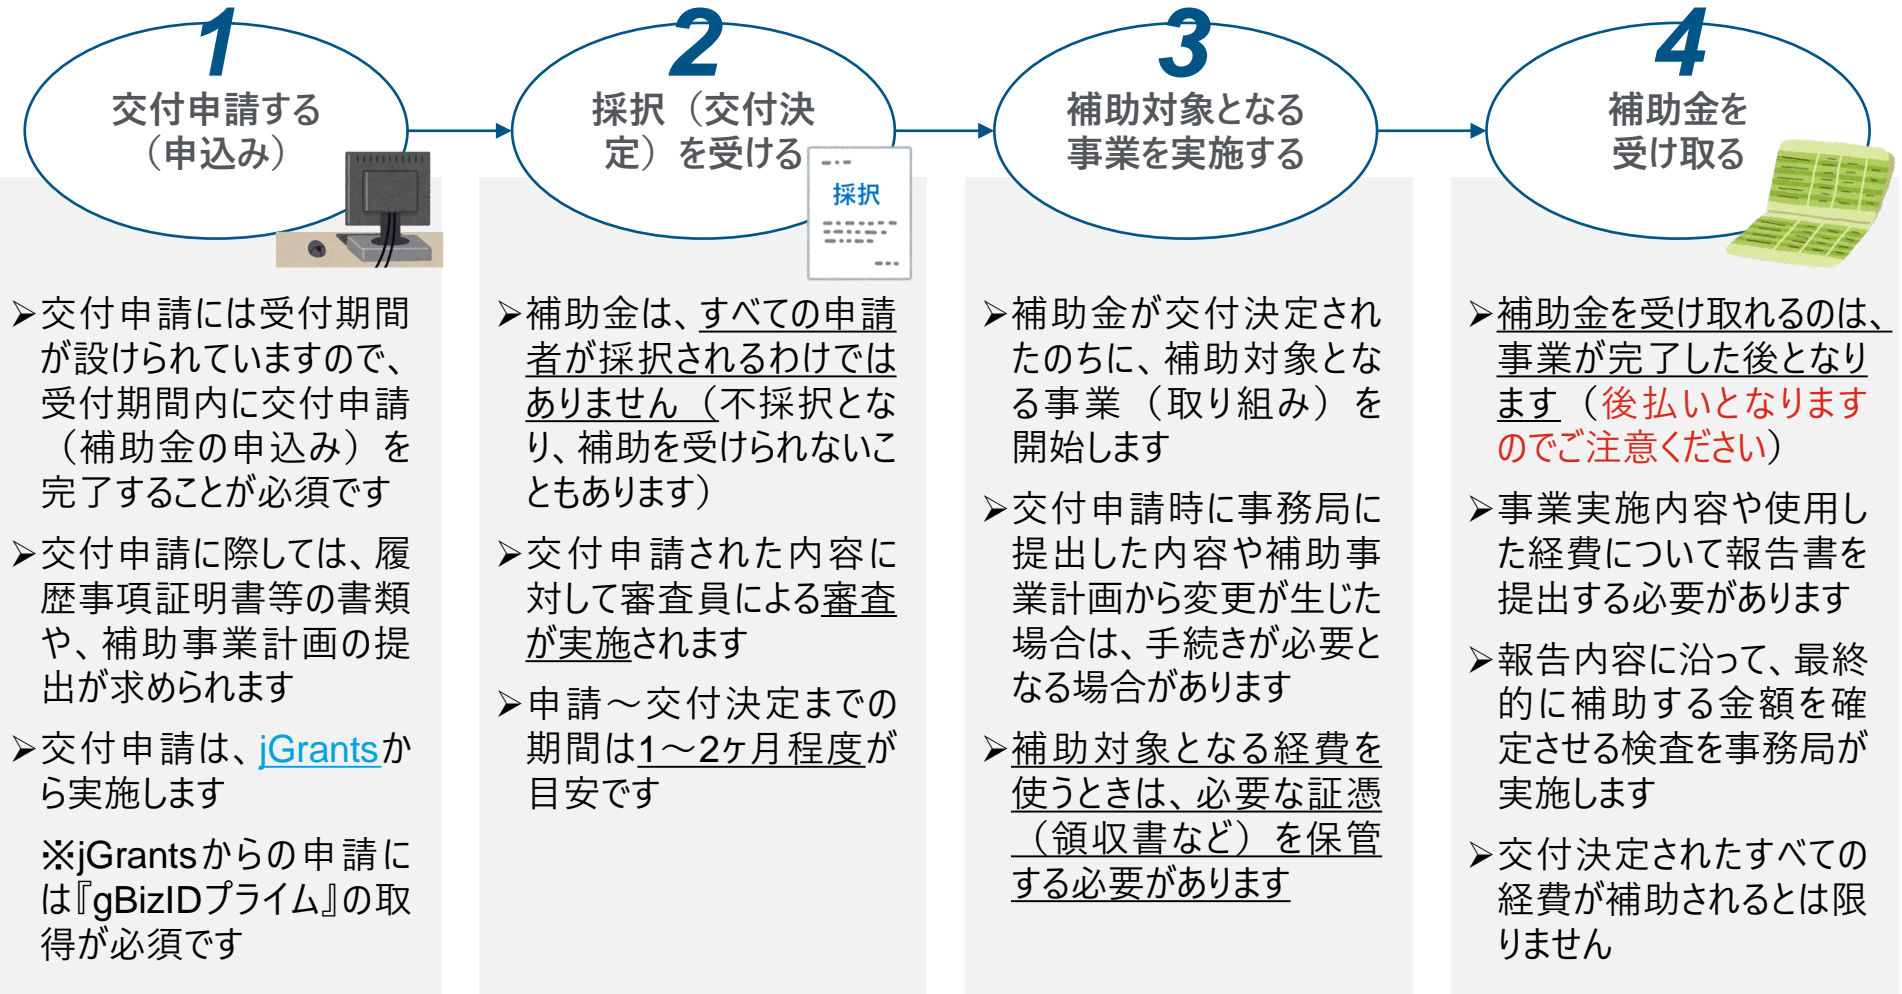 1
交付申請する
（申込み）
➢交付申請には受付期間
が設けられていますので、
受付期間内に交付申請
（補助金の申込み）を
完了することが必須です
➢交付申請に際しては、履
歴事項証明書等の書類
や、補助事業計画の提
出が求められます
➢交付申請は、jGrantsか
ら実施します
※jGrantsからの申請に
は『gBizIDプライム』の取
得が必須です
2
採択（交付決
定）を受ける
採択
➢補助金は、すべての申請
者が採択されるわけでは
ありません（不採択とな
り、補助を受けられないこ
ともあります）
➢交付申請された内容に
対して審査員による審査
が実施されます
➢申請～交付決定までの
期間は1～2ヶ月程度が
目安です
3
補助対象となる
事業を実施する
➢補助金が交付決定され
たのちに、補助対象とな
る事業（取り組み）を
開始します
➢交付申請時に事務局に
提出した内容や補助事
業計画から変更が生じた
場合は、手続きが必要と
なる場合があります
➢補助対象となる経費を
使うときは、必要な証憑
（領収書など）を保管
する必要があります
4
補助金を
受け取る
➢補助金を受け取れるのは、
事業が完了した後となり
ます（後払いとなります
のでご注意ください）
➢事業実施内容や使用し
た経費について報告書を
提出する必要があります
➢報告内容に沿って、最終
的に補助する金額を確
定させる検査を事務局が
実施します
➢交付決定されたすべての
経費が補助されるとは限
りません